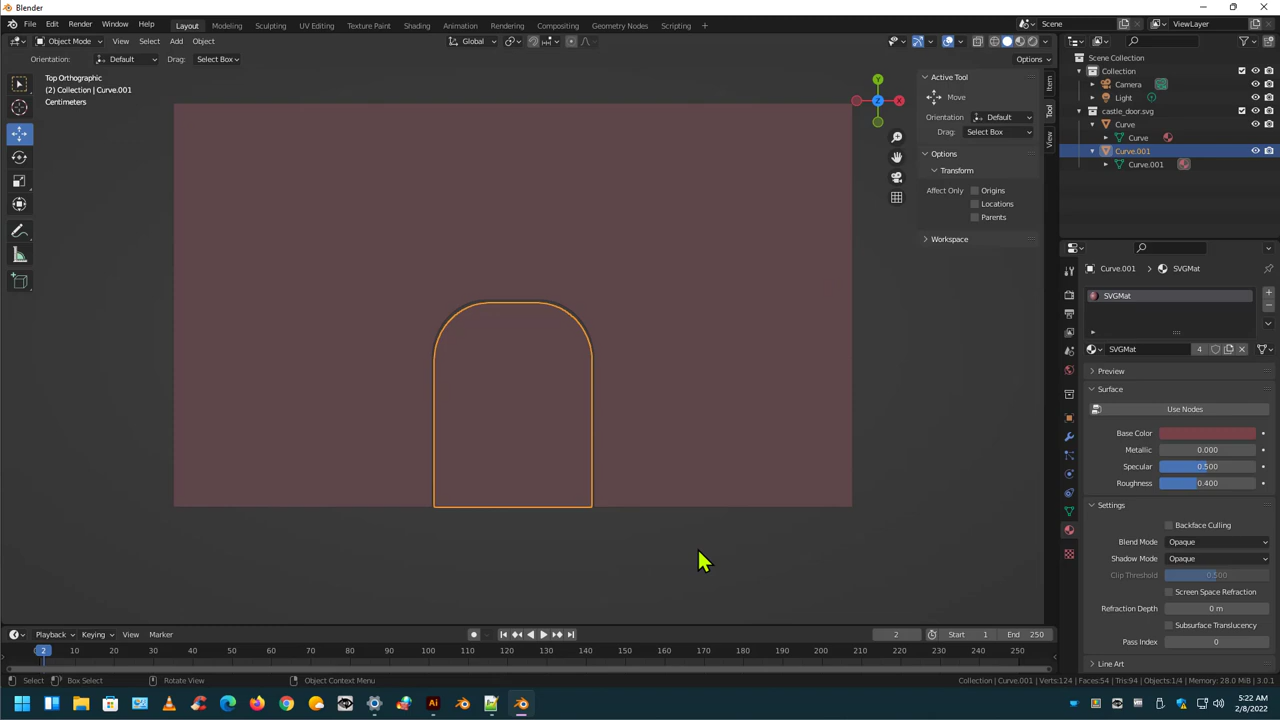 Blender
File Edit Render Window Help Layout Modeling Sculpting UV Editing Texture Paint Shading Animation Rendering Compositing Geometry Nodes Scripting + Scene ViewLayer
Object Mode View Select Add Object Global
Orientation: Default Drag: Select Box Options
Top Orthographic
(2) Collection | Curve.001
Centimeters
Y
X
Z
Active Tool
Move
Orientation Default
Drag: Select Box
Options
Transform
Affect Only Origins
Locations
Parents
Workspace
Item
Tool
View
Scene Collection
Collection
Camera
Light
castle_door.svg
Curve
Curve
Curve.001
Curve.001
Curve.001 > SVGMat
SVGMat
SVGMat 4
Preview
Surface
Use Nodes
Base Color
Metallic 0.000
Specular 0.500
Roughness 0.400
Settings
Backface Culling
Blend Mode Opaque
Shadow Mode Opaque
Clip Threshold 0.500
Screen Space Refraction
Refraction Depth 0 m
Subsurface Translucency
Pass Index 0
Line Art
Playback Keying View Marker 2 Start 1 End 250
2 10 20 30 40 50 60 70 80 90 100 110 120 130 140 150 160 170 180 190 200 210 220 230 240 250
Select Box Select Rotate View Object Context Menu Collection | Curve.001 | Verts:124 | Faces:54 | Tris:94 | Objects:1/4 | Memory: 28.0 MiB | 3.0.1
Ai
5:22 AM
2/8/2022